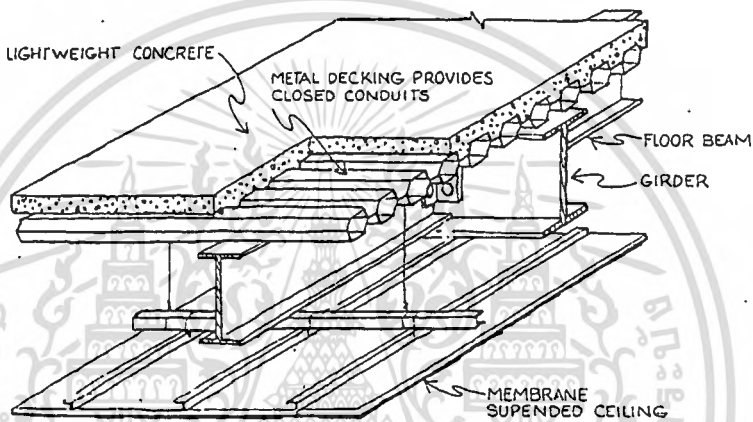 LIGHTWEIGHT CONCRETE
METAL DECKING PROVIDES
CLOSED CONDUITS
FLOOR BEAM
GIRDER
MEMBRANE
SUPENDED CEILING